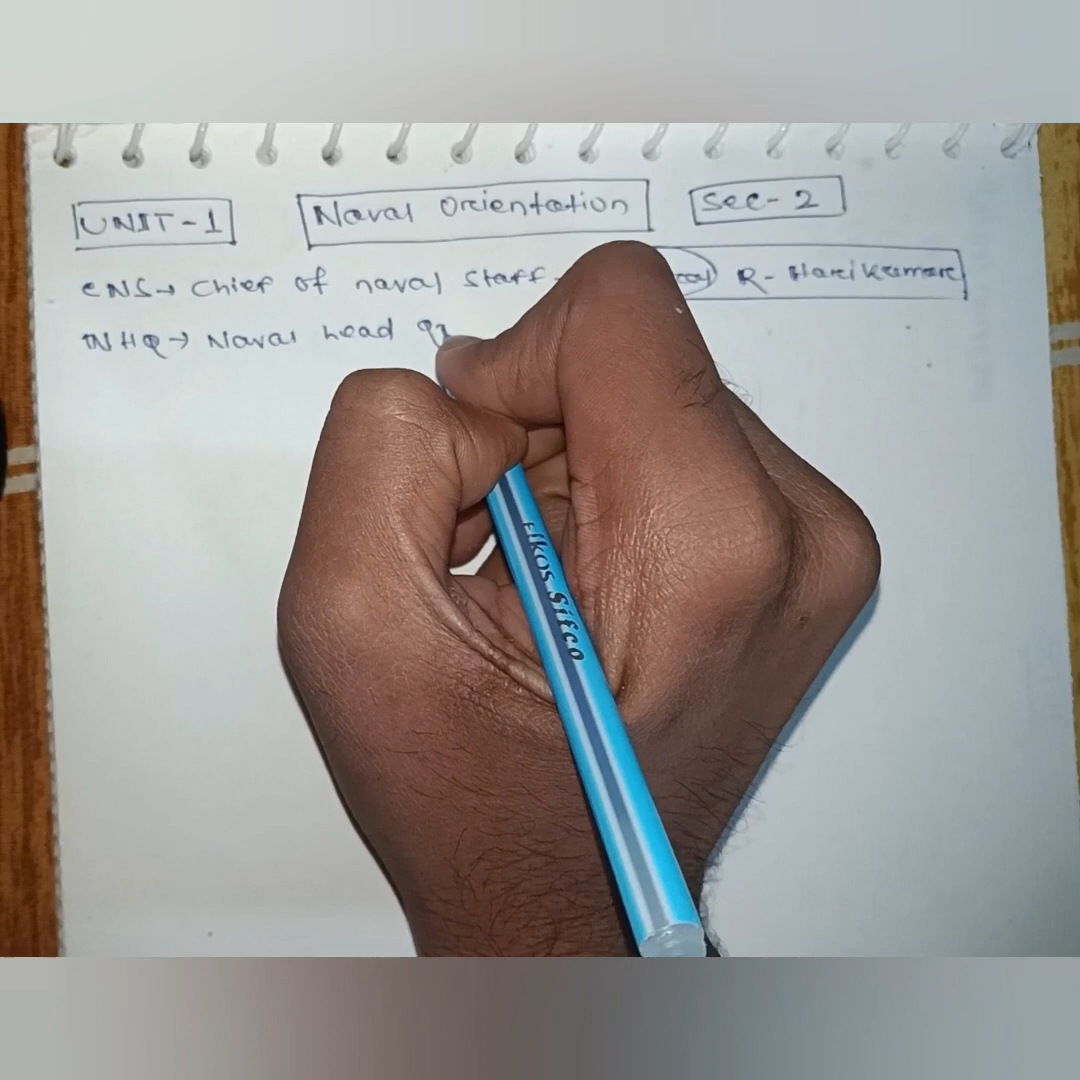 UNIT-1 Naval Orientation Sec-2
CNS→ Chief of naval Staff- R- Harikumar
NHQ→ Naval head
Elkos Sifco